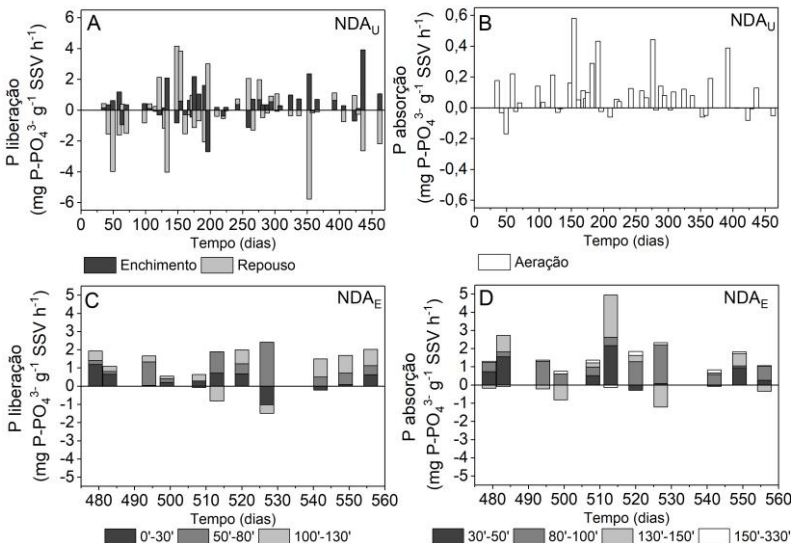 A
NDA_U
P liberação
(mg P-PO₄³⁻ g⁻¹ SSV h⁻¹)
6
4
2
0
-2
-4
-6
0 50 100 150 200 250 300 350 400 450
Tempo (dias)
Enchimento Repouso
B
NDA_U
P absorção
(mg P-PO₄³⁻ g⁻¹ SSV h⁻¹)
0,6
0,4
0,2
0,0
-0,2
-0,4
-0,6
0 50 100 150 200 250 300 350 400 450
Tempo (dias)
Aeração
C
NDA_E
P liberação
(mg P-PO₄³⁻ g⁻¹ SSV h⁻¹)
5
4
3
2
1
0
-1
-2
-3
-4
-5
480 490 500 510 520 530 540 550 560
Tempo (dias)
0'-30' 50'-80' 100'-130'
D
NDA_E
P absorção
(mg P-PO₄³⁻ g⁻¹ SSV h⁻¹)
5
4
3
2
1
0
-1
-2
-3
-4
-5
480 490 500 510 520 530 540 550 560
Tempo (dias)
30'-50' 80'-100' 130'-150' 150'-330'